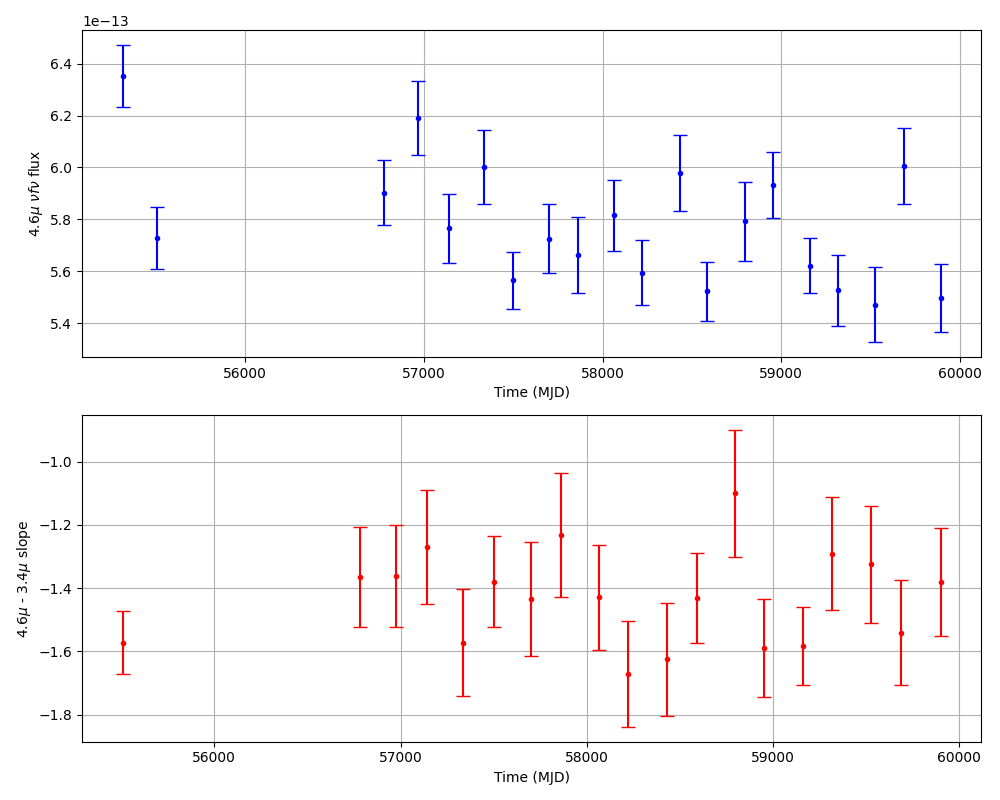 1e−13
6.4
6.2
6.0
5.8
5.6
5.4
4.6μ νfν flux
56000 57000 58000 59000 60000
Time (MJD)
−1.0
−1.2
−1.4
−1.6
−1.8
4.6μ - 3.4μ slope
56000 57000 58000 59000 60000
Time (MJD)